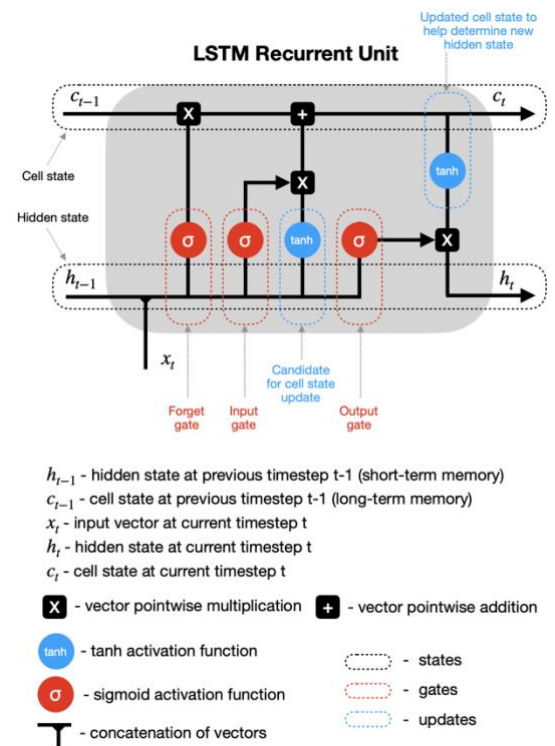 Updated cell state to
help determine new
hidden state
LSTM Recurrent Unit
c_{t−1}
c_t
X
+
Cell state
X
tanh
Hidden state
σ
σ
tanh
σ
X
h_{t−1}
h_t
x_t
Forget
gate
Input
gate
Candidate
for cell state
update
Output
gate
h_{t−1} - hidden state at previous timestep t-1 (short-term memory)
c_{t−1} - cell state at previous timestep t-1 (long-term memory)
x_t - input vector at current timestep t
h_t - hidden state at current timestep t
c_t - cell state at current timestep t
X - vector pointwise multiplication + - vector pointwise addition
tanh - tanh activation function
- states
σ - sigmoid activation function
- gates
- updates
- concatenation of vectors